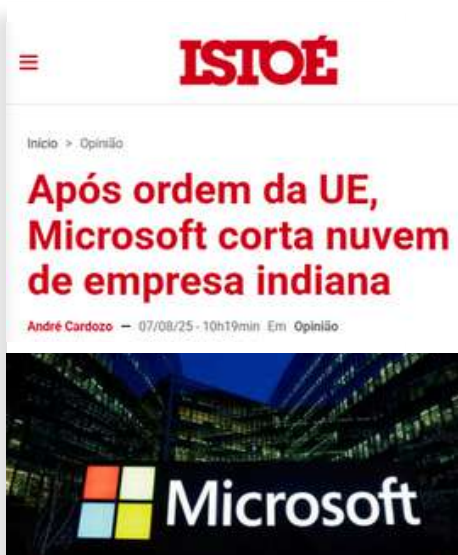 ISTOÉ
Início > Opinião
Após ordem da UE,
Microsoft corta nuvem
de empresa indiana
André Cardozo — 07/08/25 - 10h19min Em Opinião
Microsoft